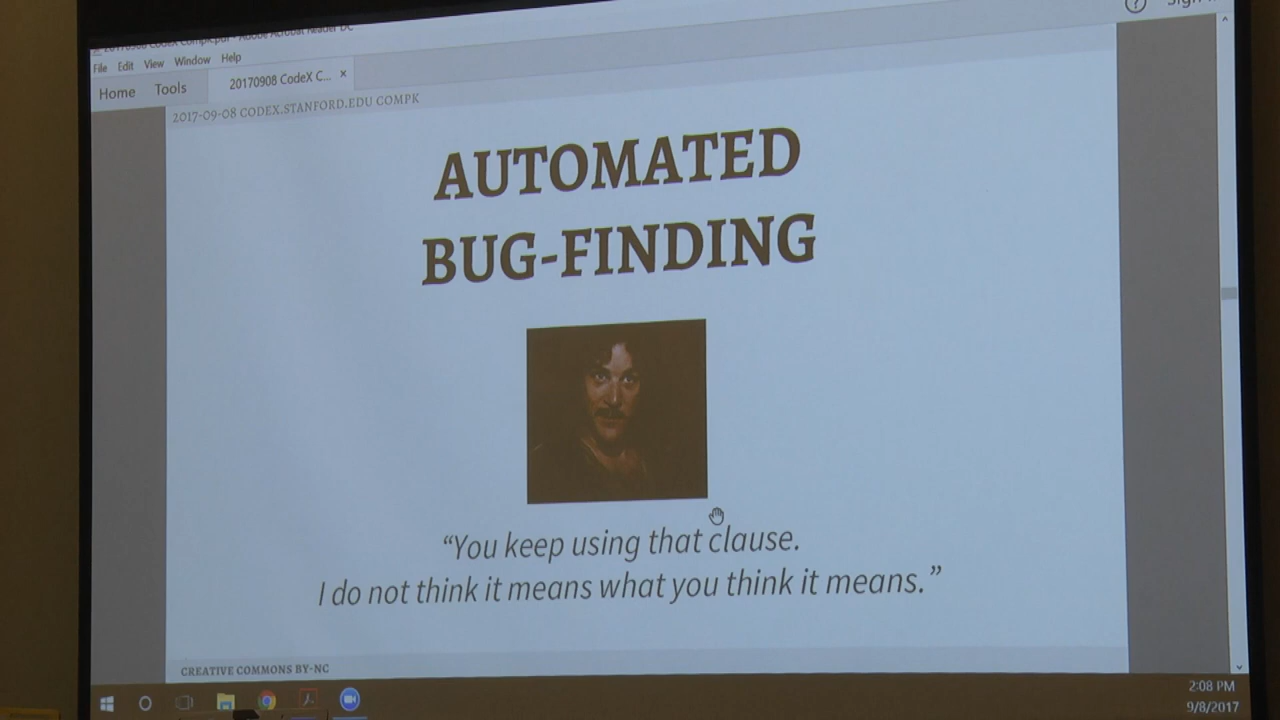 File Edit View Window Help
Home Tools 20170908 CodeX C... ×
2017-09-08 CODEX.STANFORD.EDU COMPK
AUTOMATED
BUG-FINDING
“You keep using that clause.
I do not think it means what you think it means.”
CREATIVE COMMONS BY-NC
2:08 PM
9/8/2017